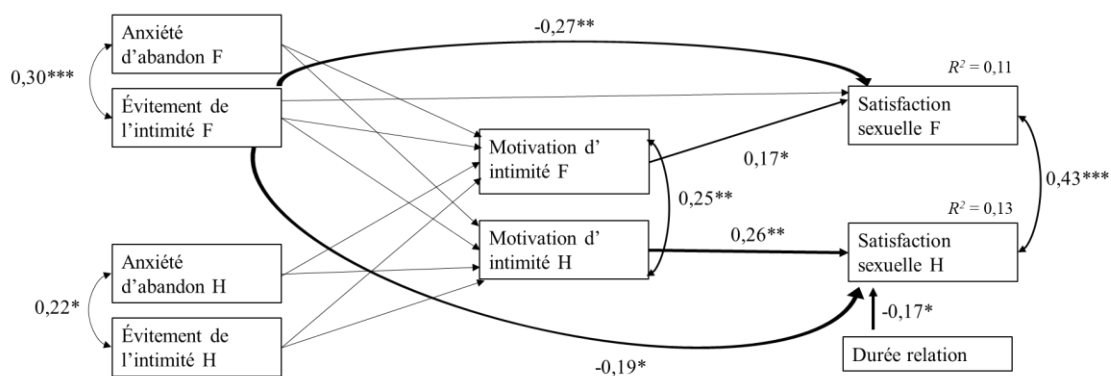 -0,27**
Anxiété
d’abandon F
0,30***
Évitement de
l’intimité F
R² = 0,11
Satisfaction
sexuelle F
Motivation d’
intimité F
0,17*
0,25**
0,43***
R² = 0,13
Motivation d’
intimité H
0,26**
Satisfaction
sexuelle H
Anxiété
d’abandon H
0,22*
Évitement de
l’intimité H
-0,17*
-0,19*
Durée relation